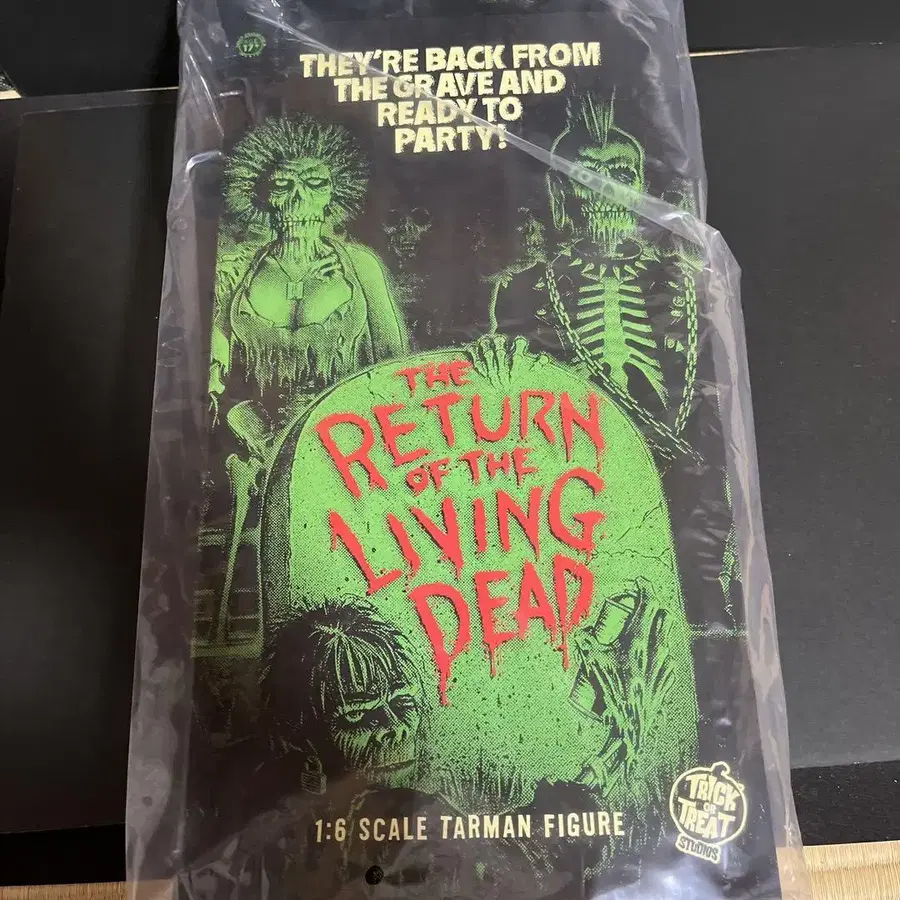 THEY'RE BACK FROM
THE GRAVE AND
READY TO
PARTY!
THE
RETURN
OF THE
LIVING
DEAD
1:6 SCALE TARMAN FIGURE
TRICK
OR
TREAT
STUDIOS